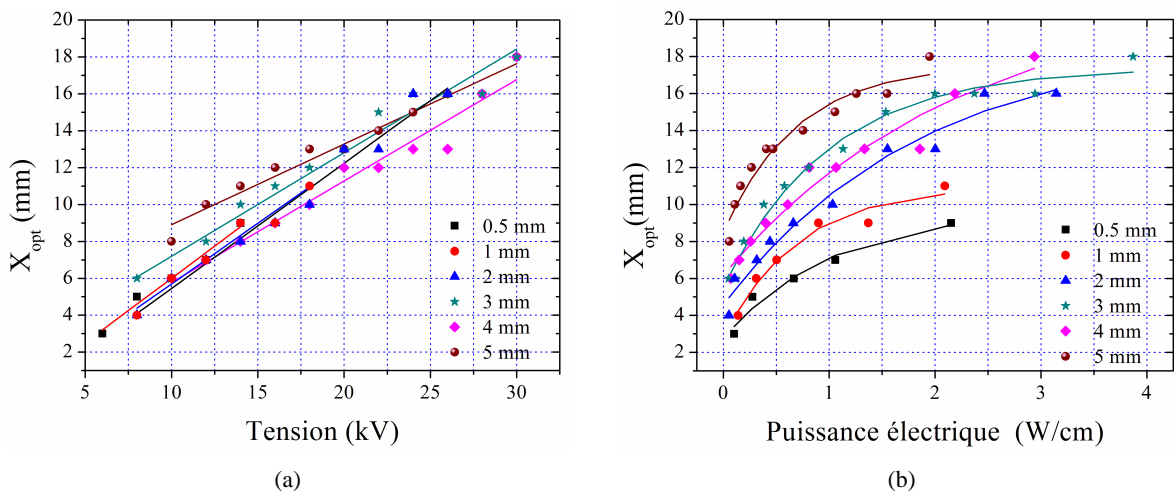 20
18
16
14
12
10
8
6
4
2
X_opt (mm)
5 10 15 20 25 30
Tension (kV)
0.5 mm
1 mm
2 mm
3 min
4 mm
5 mm
(a)
20
18
16
14
12
10
8
6
4
2
X_opt (mm)
0 1 2 3 4
Puissance électrique (W/cm)
0.5 mm
1 mm
2 mm
3 mm
4 mm
5 mm
(b)